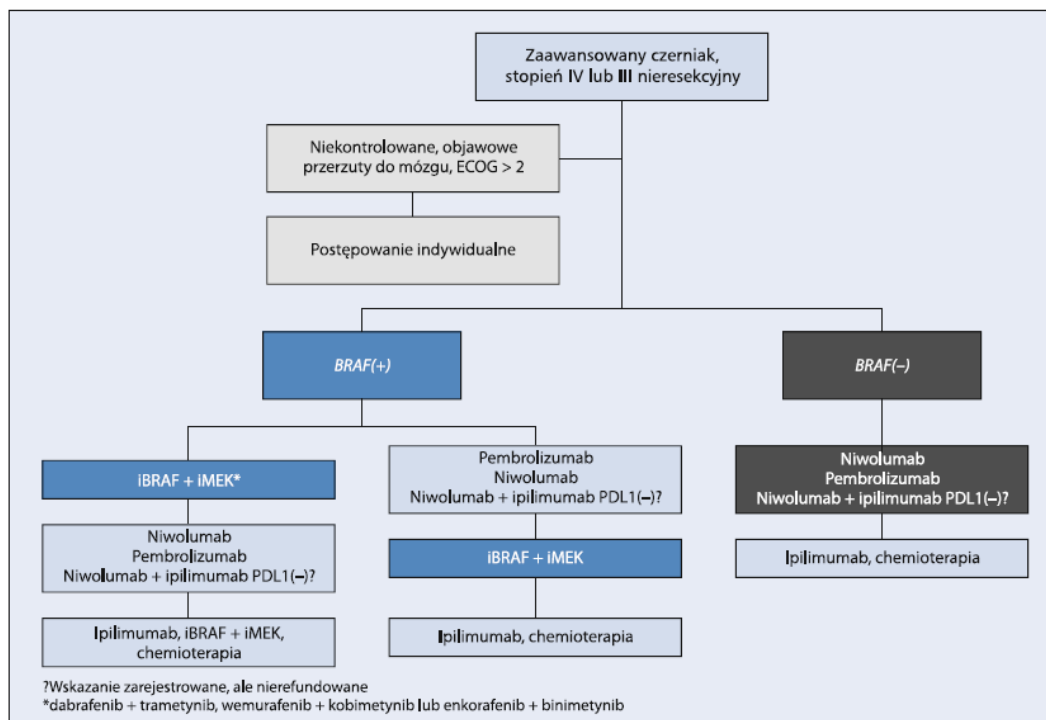 Zaawansowany czerniak,
stopień IV lub III nieresekcyjny
Niekontrolowane, objawowe
przerzuty do mózgu, ECOG > 2
Postępowanie indywidualne
BRAF(+)
BRAF(–)
iBRAF + iMEK*
Niwolumab
Pembrolizumab
Niwolumab + ipilimumab PDL1(–)?
Ipilimumab, iBRAF + iMEK,
chemioterapia
Pembrolizumab
Niwolumab
Niwolumab + ipilimumab PDL1(–)?
iBRAF + iMEK
Ipilimumab, chemioterapia
Niwolumab
Pembrolizumab
Niwolumab + ipilimumab PDL1(–)?
Ipilimumab, chemioterapia
?Wskazanie zarejestrowane, ale nierefundowane
*dabrafenib + trametynib, wemurafenib + kobimetynib lub enkorafenib + binimetynib